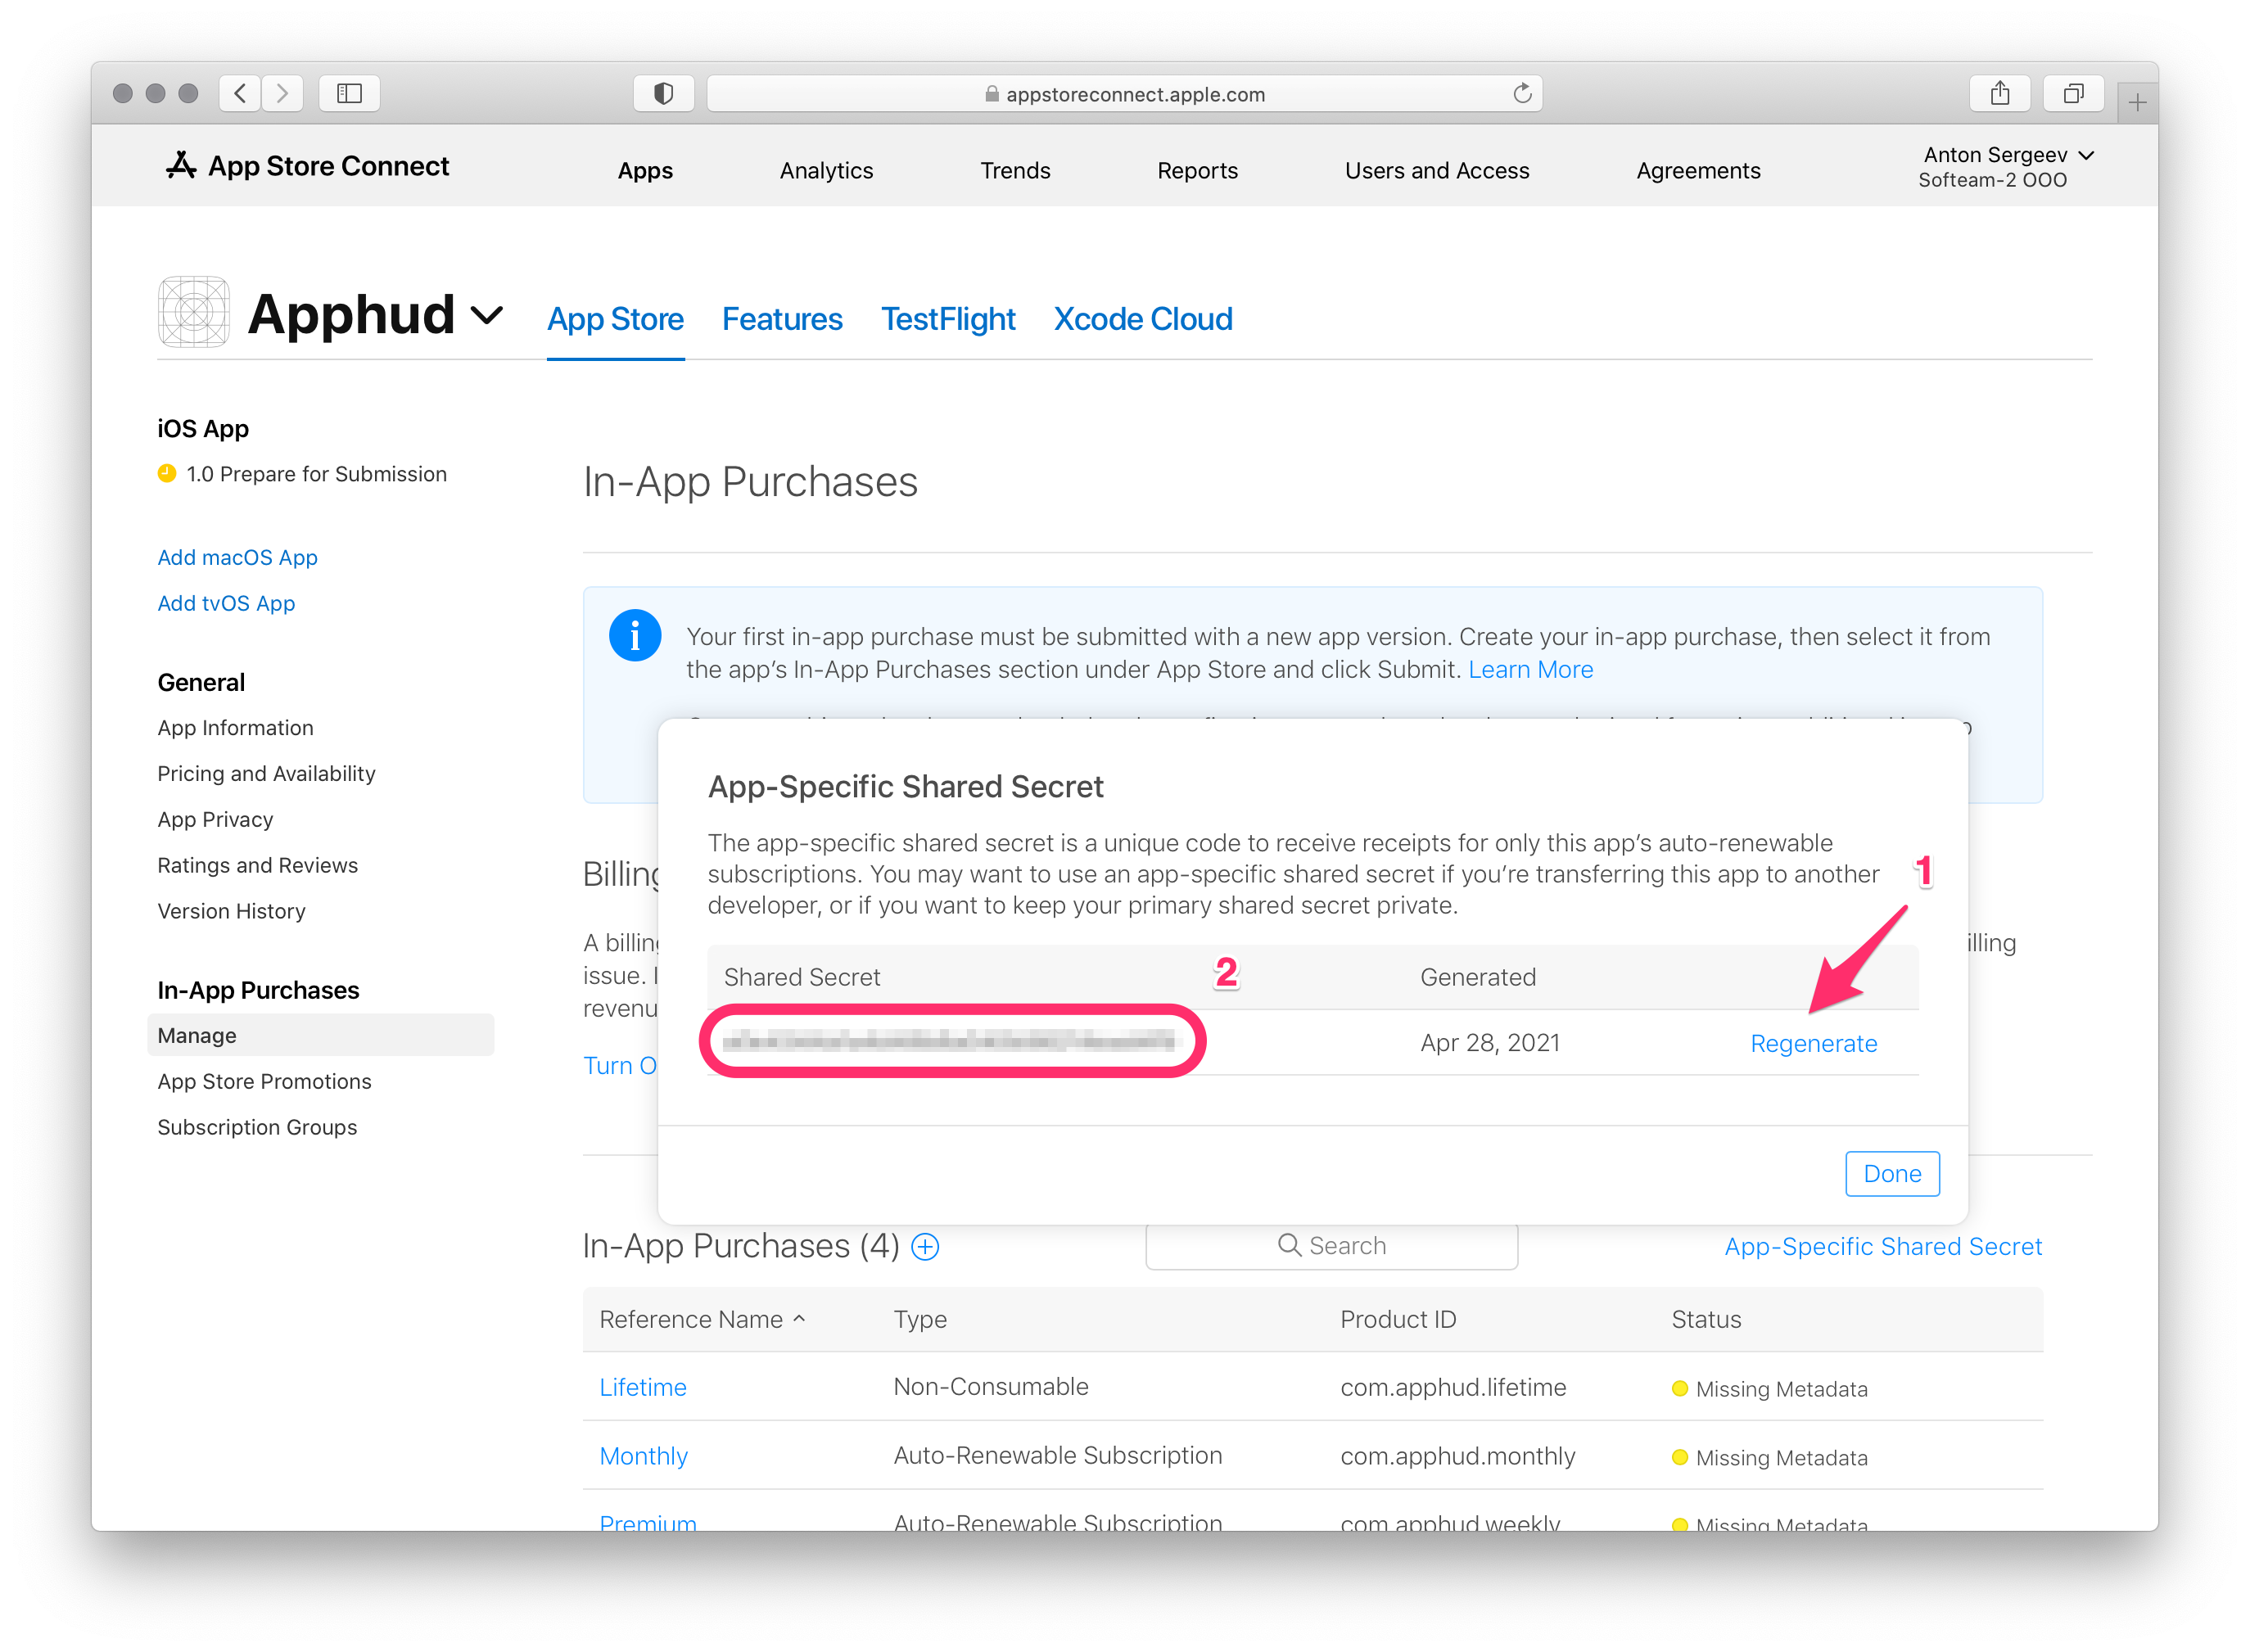 appstoreconnect.apple.com
App Store Connect
Apps
Analytics
Trends
Reports
Users and Access
Agreements
Anton Sergeev
Softeam-2 OOO
Apphud
App Store
Features
TestFlight
Xcode Cloud
iOS App
1.0 Prepare for Submission
Add macOS App
Add tvOS App
General
App Information
Pricing and Availability
App Privacy
Ratings and Reviews
Version History
In-App Purchases
Manage
App Store Promotions
Subscription Groups
In-App Purchases
Your first in-app purchase must be submitted with a new app version. Create your in-app purchase, then select it from
the app's In-App Purchases section under App Store and click Submit. Learn More
Billing
A billing
issue.
Turn O
illing
App-Specific Shared Secret
The app-specific shared secret is a unique code to receive receipts for only this app's auto-renewable
subscriptions. You may want to use an app-specific shared secret if you're transferring this app to another
developer, or if you want to keep your primary shared secret private.
1
Shared Secret
2
Generated
Apr 28, 2021
Regenerate
Done
In-App Purchases (4)
Search
App-Specific Shared Secret
Reference Name
Type
Product ID
Status
Lifetime
Non-Consumable
com.apphud.lifetime
Missing Metadata
Monthly
Auto-Renewable Subscription
com.apphud.monthly
Missing Metadata
Premium
Auto-Renewable Subscription
com.apphud.weekly
Missing Metadata